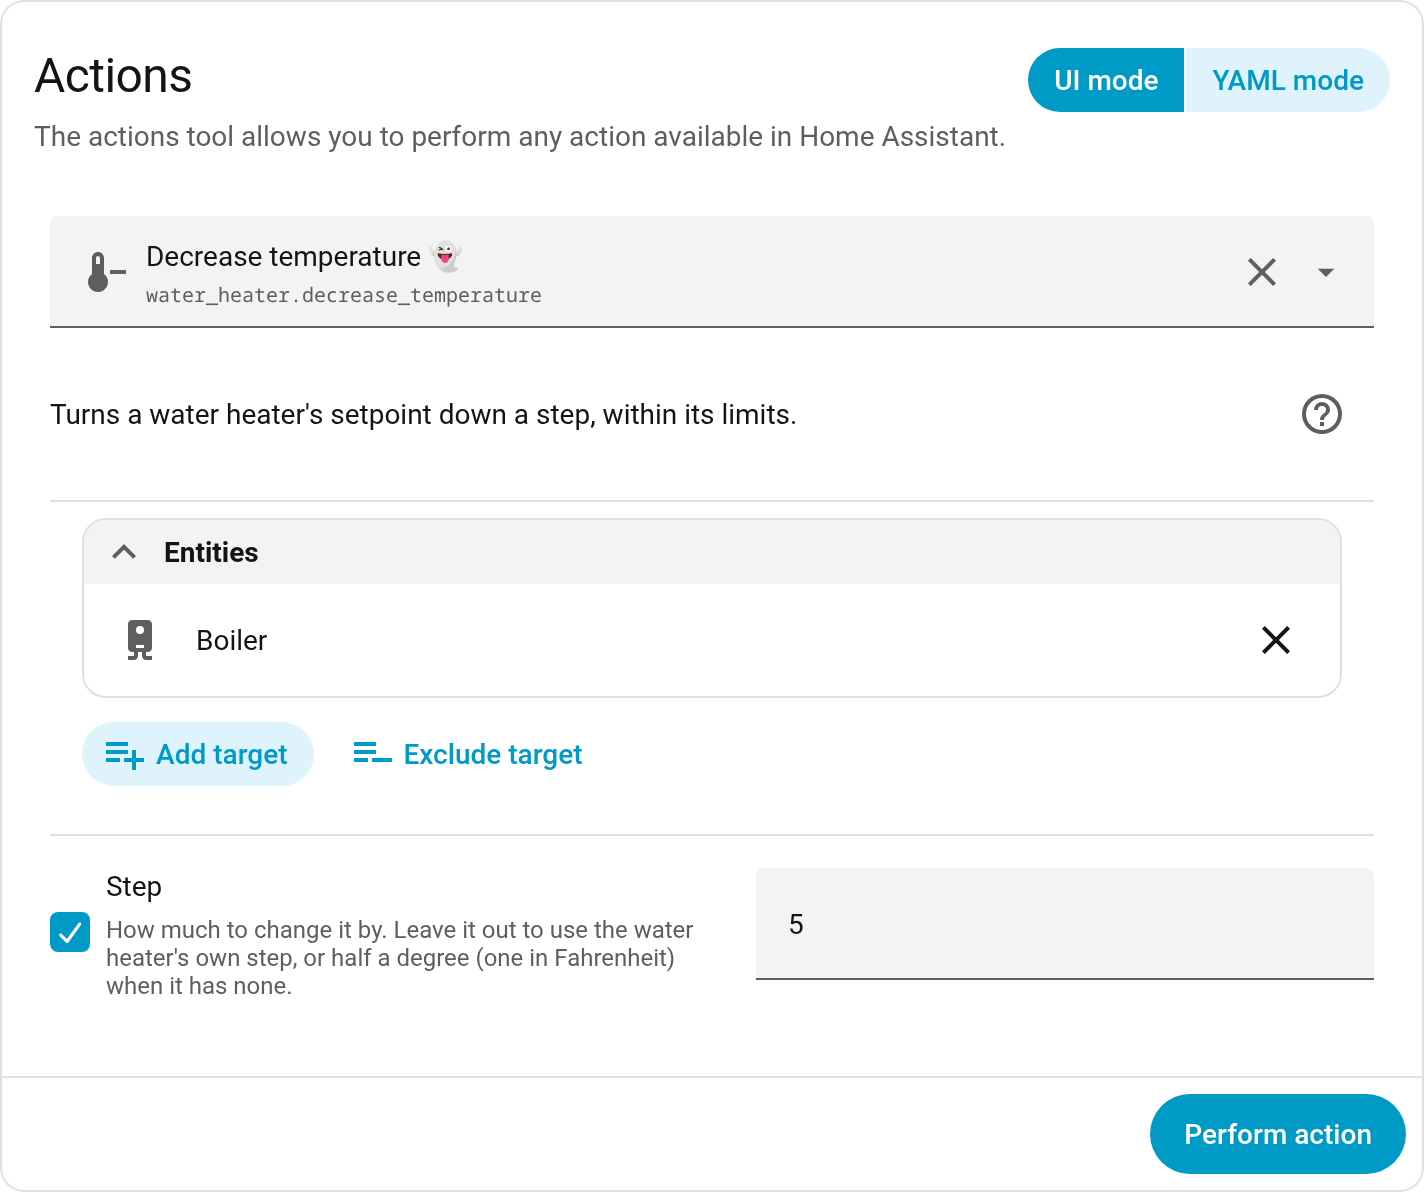 Actions
UI mode
YAML mode
The actions tool allows you to perform any action available in Home Assistant.
Decrease temperature 👻
water_heater.decrease_temperature
Turns a water heater's setpoint down a step, within its limits.
Entities
Boiler
Add target
Exclude target
Step
How much to change it by. Leave it out to use the water
heater's own step, or half a degree (one in Fahrenheit)
when it has none.
5
Perform action